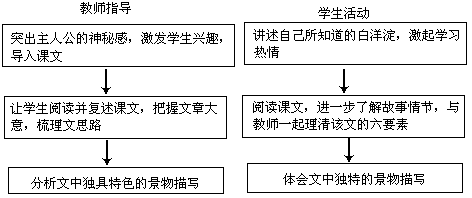 教师指导
突出主人公的神秘感，激发学生兴趣，
导入课文
让学生阅读并复述课文，把握文章大
意，梳理文思路
分析文中独具特色的景物描写
学生活动
讲述自己所知道的白洋淀，激起学习
热情
阅读课文，进一步了解故事情节，与
教师一起理清该文的六要素
体会文中独特的景物描写